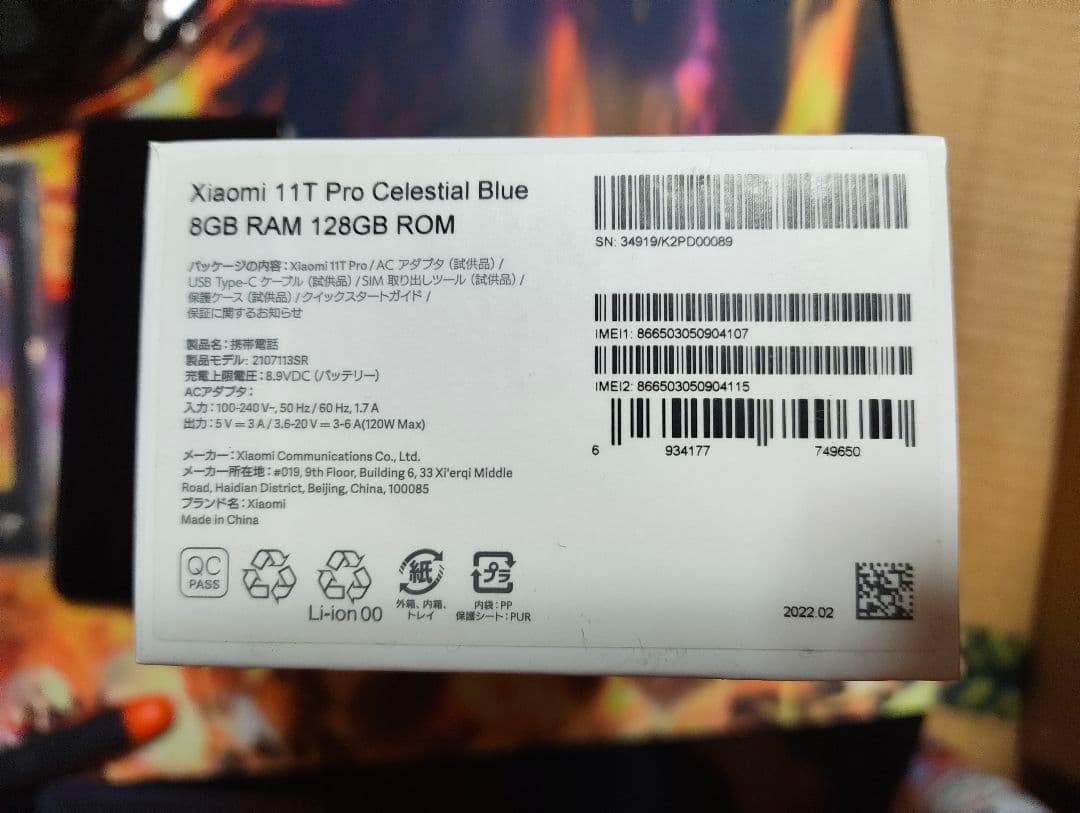 Xiaomi 11T Pro Celestial Blue
8GB RAM 128GB ROM
パッケージの内容：Xiaomi 11T Pro / AC アダプタ（試供品）/
USB Type-C ケーブル（試供品）/ SIM 取り出しツール（試供品）/
保護ケース（試供品）/ クイックスタートガイド /
保証に関するお知らせ
製品名：携帯電話
製品モデル: 2107113SR
充電上限電圧：8.9VDC（バッテリー）
ACアダプタ：
入力：100-240 V~, 50 Hz / 60 Hz, 1.7 A
出力：5 V = 3 A / 3.6-20 V = 3-6 A(120W Max)
メーカー：Xiaomi Communications Co., Ltd.
メーカー所在地：#019, 9th Floor, Building 6, 33 Xi'erqi Middle
Road, Haidian District, Beijing, China, 100085
ブランド名：Xiaomi
Made in China
QC
PASS
Li-ion 00
紙
外箱、内箱、
トレイ
プラ
内袋：PP
保護シート：PUR
SN: 34919/K2PD00089
IMEI1: 866503050904107
IMEI2: 866503050904115
6 934177 749650
2022.02